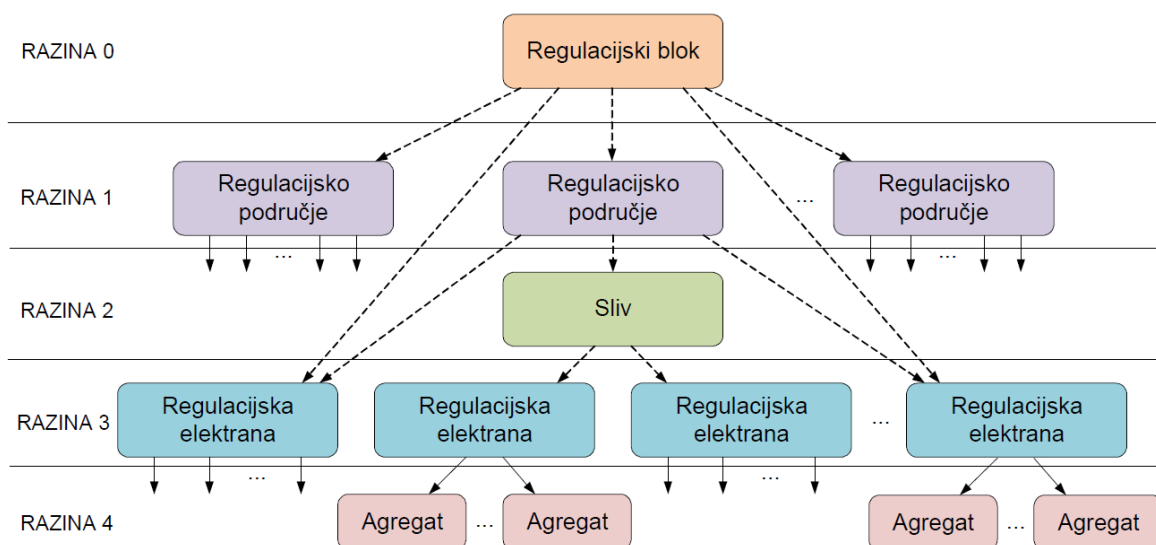 RAZINA 0
Regulacijski blok
RAZINA 1
Regulacijsko
područje
Regulacijsko
područje
...
Regulacijsko
područje
...
...
RAZINA 2
Sliv
RAZINA 3
Regulacijska
elektrana
Regulacijska
elektrana
Regulacijska
elektrana
...
Regulacijska
elektrana
...
...
RAZINA 4
Agregat
...
Agregat
Agregat
...
Agregat